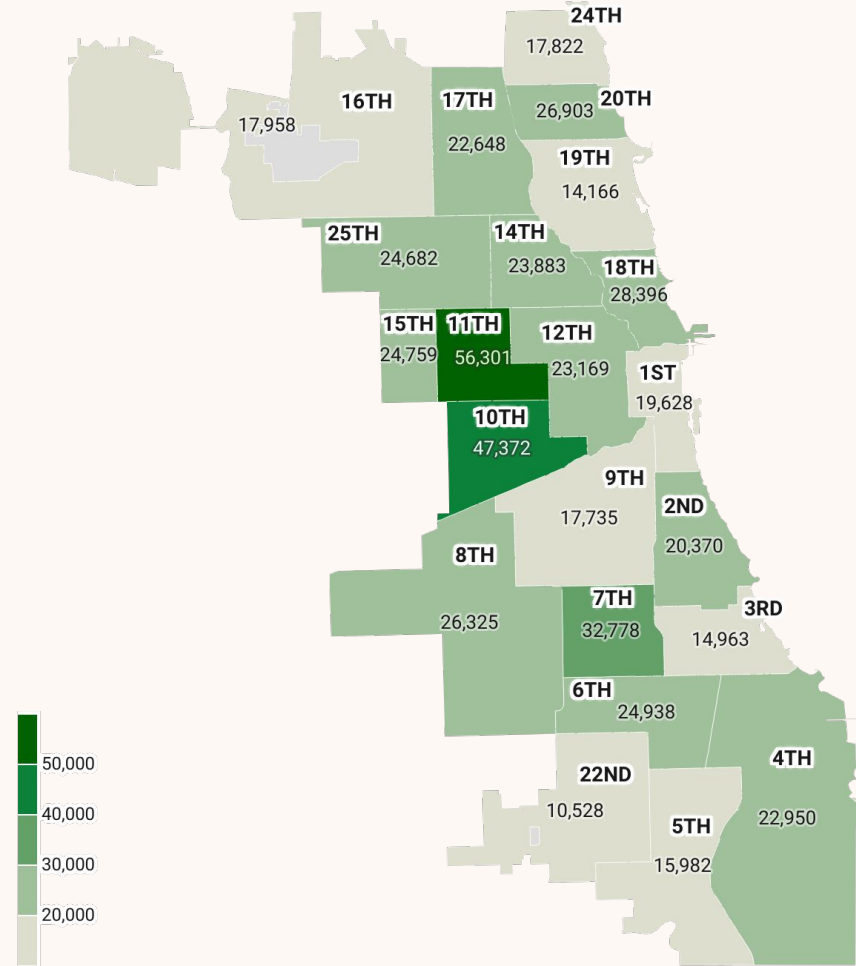 24TH
17,822
16TH
17TH
20TH
26,903
17,958
22,648
19TH
14,166
25TH
14TH
24,682
23,883
18TH
28,396
15TH
11TH
12TH
24,759
56,301
23,169
1ST
19,628
10TH
47,372
9TH
17,735
2ND
20,370
8TH
26,325
7TH
32,778
3RD
14,963
6TH
24,938
22ND
10,528
4TH
22,950
5TH
15,982
50,000
40,000
30,000
20,000